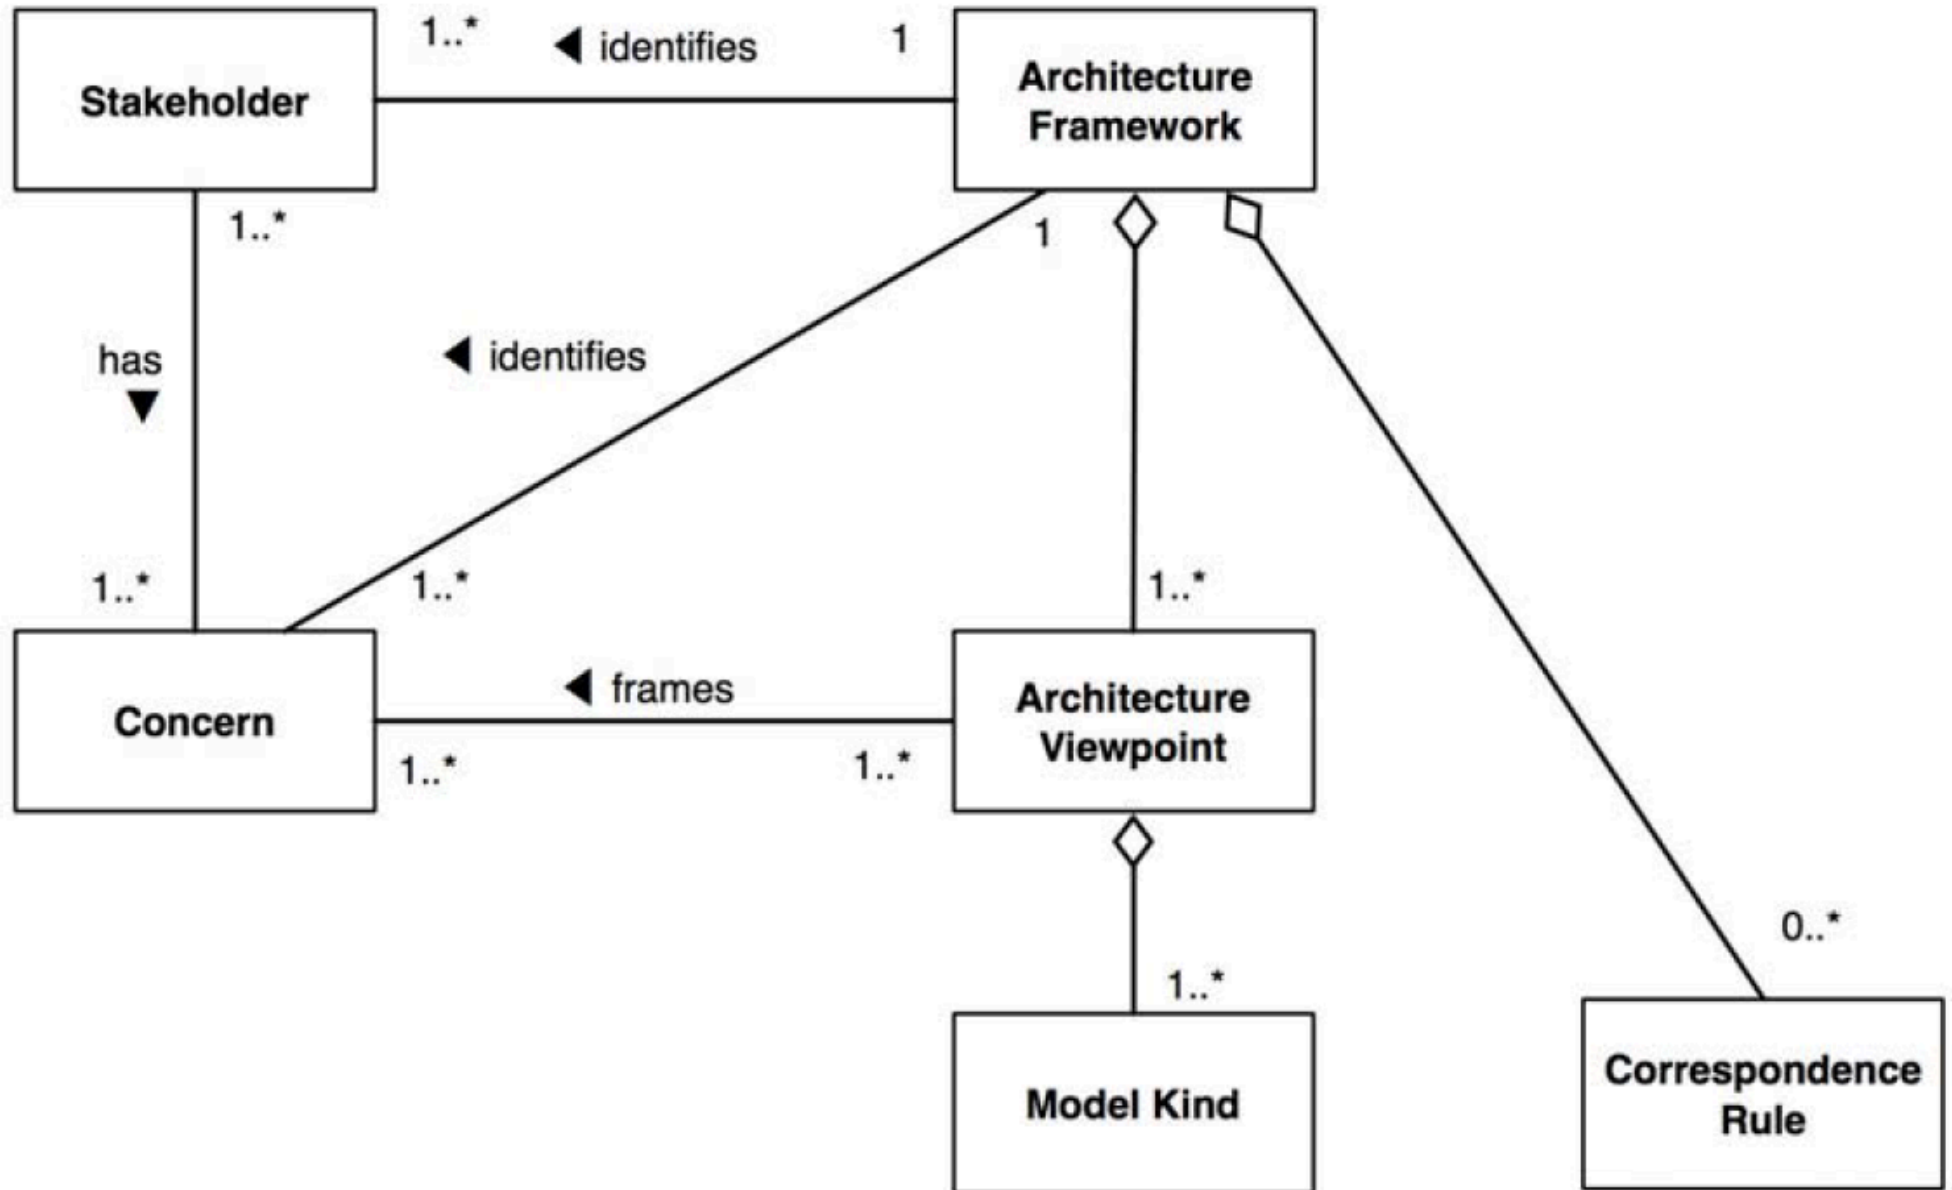 1..*
◀ identifies
1
Stakeholder
Architecture
Framework
1..*
1
has
▼
◀ identifies
1..*
1..*
1..*
◀ frames
Concern
Architecture
Viewpoint
1..*
1..*
0..*
1..*
Model Kind
Correspondence
Rule